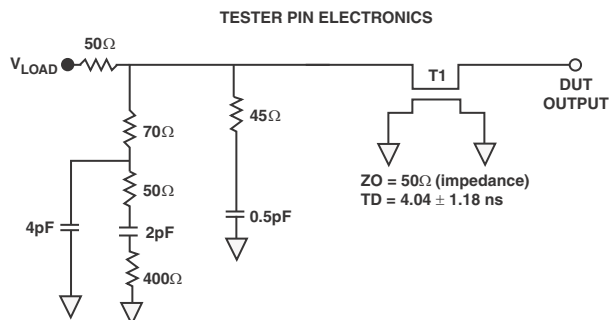 TESTER PIN ELECTRONICS
50Ω
VLOAD
T1
DUT
OUTPUT
70Ω
45Ω
50Ω
ZO = 50Ω (impedance)
TD = 4.04 ± 1.18 ns
4pF
2pF
0.5pF
400Ω